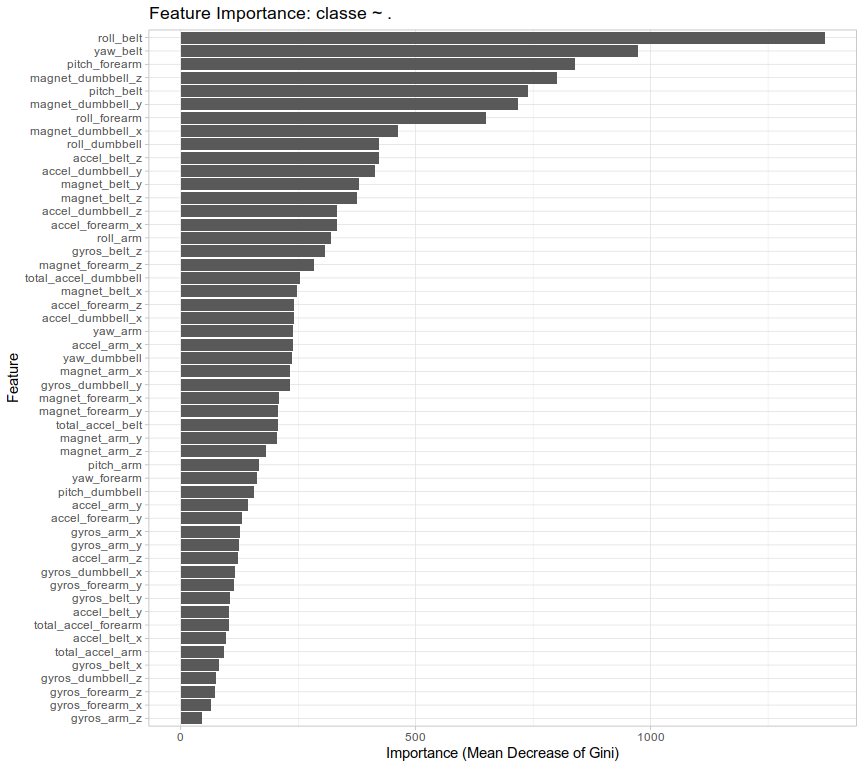 Feature Importance: classe ~ .
roll_belt
yaw_belt
pitch_forearm
magnet_dumbbell_z
pitch_belt
magnet_dumbbell_y
roll_forearm
magnet_dumbbell_x
roll_dumbbell
accel_belt_z
accel_dumbbell_y
magnet_belt_y
magnet_belt_z
accel_dumbbell_z
accel_forearm_x
roll_arm
gyros_belt_z
magnet_forearm_z
total_accel_dumbbell
magnet_belt_x
accel_forearm_z
accel_dumbbell_x
yaw_arm
accel_arm_x
yaw_dumbbell
magnet_arm_x
gyros_dumbbell_y
magnet_forearm_x
magnet_forearm_y
total_accel_belt
magnet_arm_y
magnet_arm_z
pitch_arm
yaw_forearm
pitch_dumbbell
accel_arm_y
accel_forearm_y
gyros_arm_x
gyros_arm_y
accel_arm_z
gyros_dumbbell_x
gyros_forearm_y
gyros_belt_y
accel_belt_y
total_accel_forearm
accel_belt_x
total_accel_arm
gyros_belt_x
gyros_dumbbell_z
gyros_forearm_z
gyros_forearm_x
gyros_arm_z
Feature
0 500 1000
Importance (Mean Decrease of Gini)